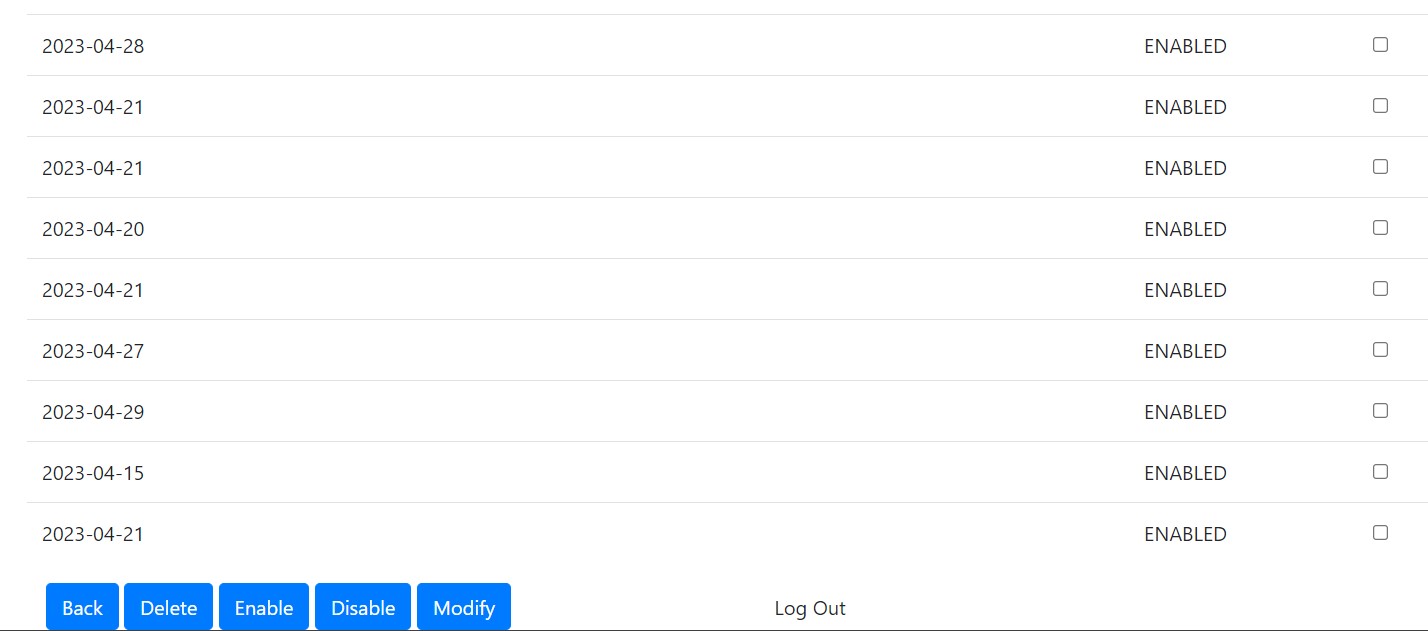 2023-04-28 ENABLED
2023-04-21 ENABLED
2023-04-21 ENABLED
2023-04-20 ENABLED
2023-04-21 ENABLED
2023-04-27 ENABLED
2023-04-29 ENABLED
2023-04-15 ENABLED
2023-04-21 ENABLED
Back Delete Enable Disable Modify Log Out